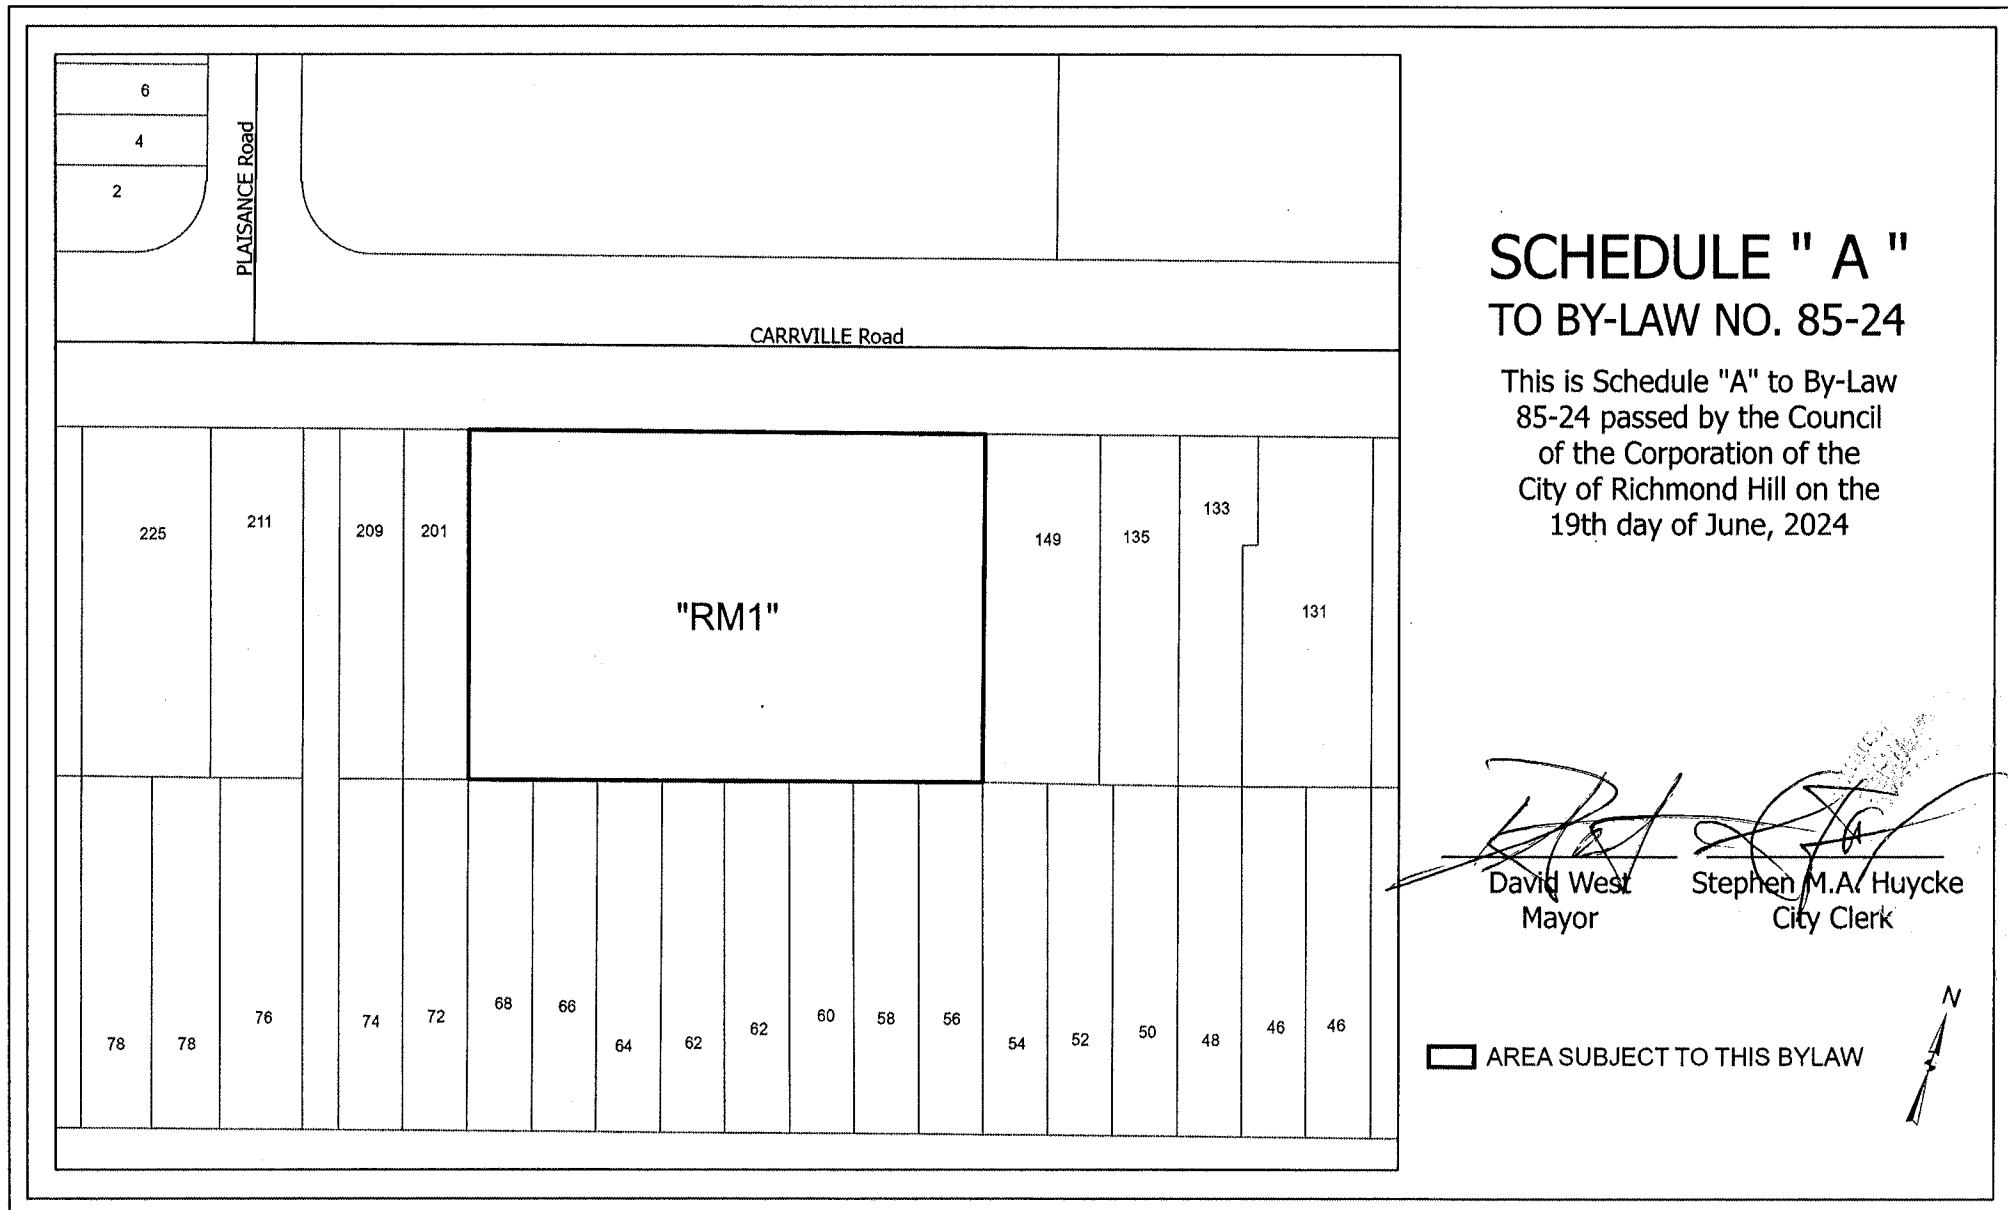 6
4
2
PLAISANCE Road
CARRVILLE Road
225
211
209
201
"RM1"
149
135
133
131
78
78
76
74
72
68
66
64
62
62
60
58
56
54
52
50
48
46
46
SCHEDULE " A "
TO BY-LAW NO. 85-24
This is Schedule "A" to By-Law
85-24 passed by the Council
of the Corporation of the
City of Richmond Hill on the
19th day of June, 2024
David West
Mayor
Stephen M.A. Huycke
City Clerk
N
AREA SUBJECT TO THIS BYLAW